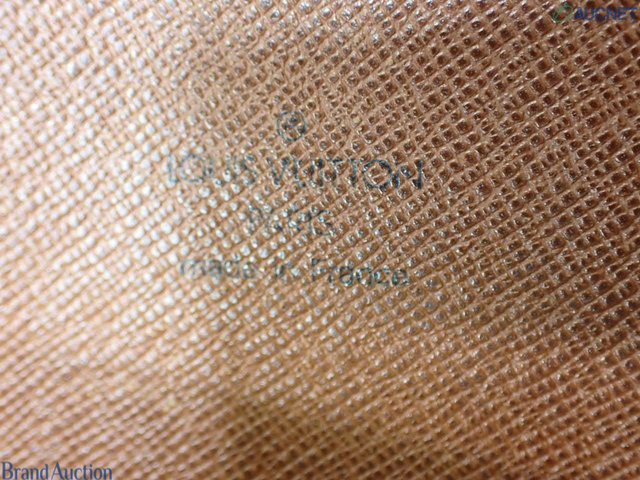 AUCNET
®
LOUIS VUITTON
PARIS
made in France
Brand Auction